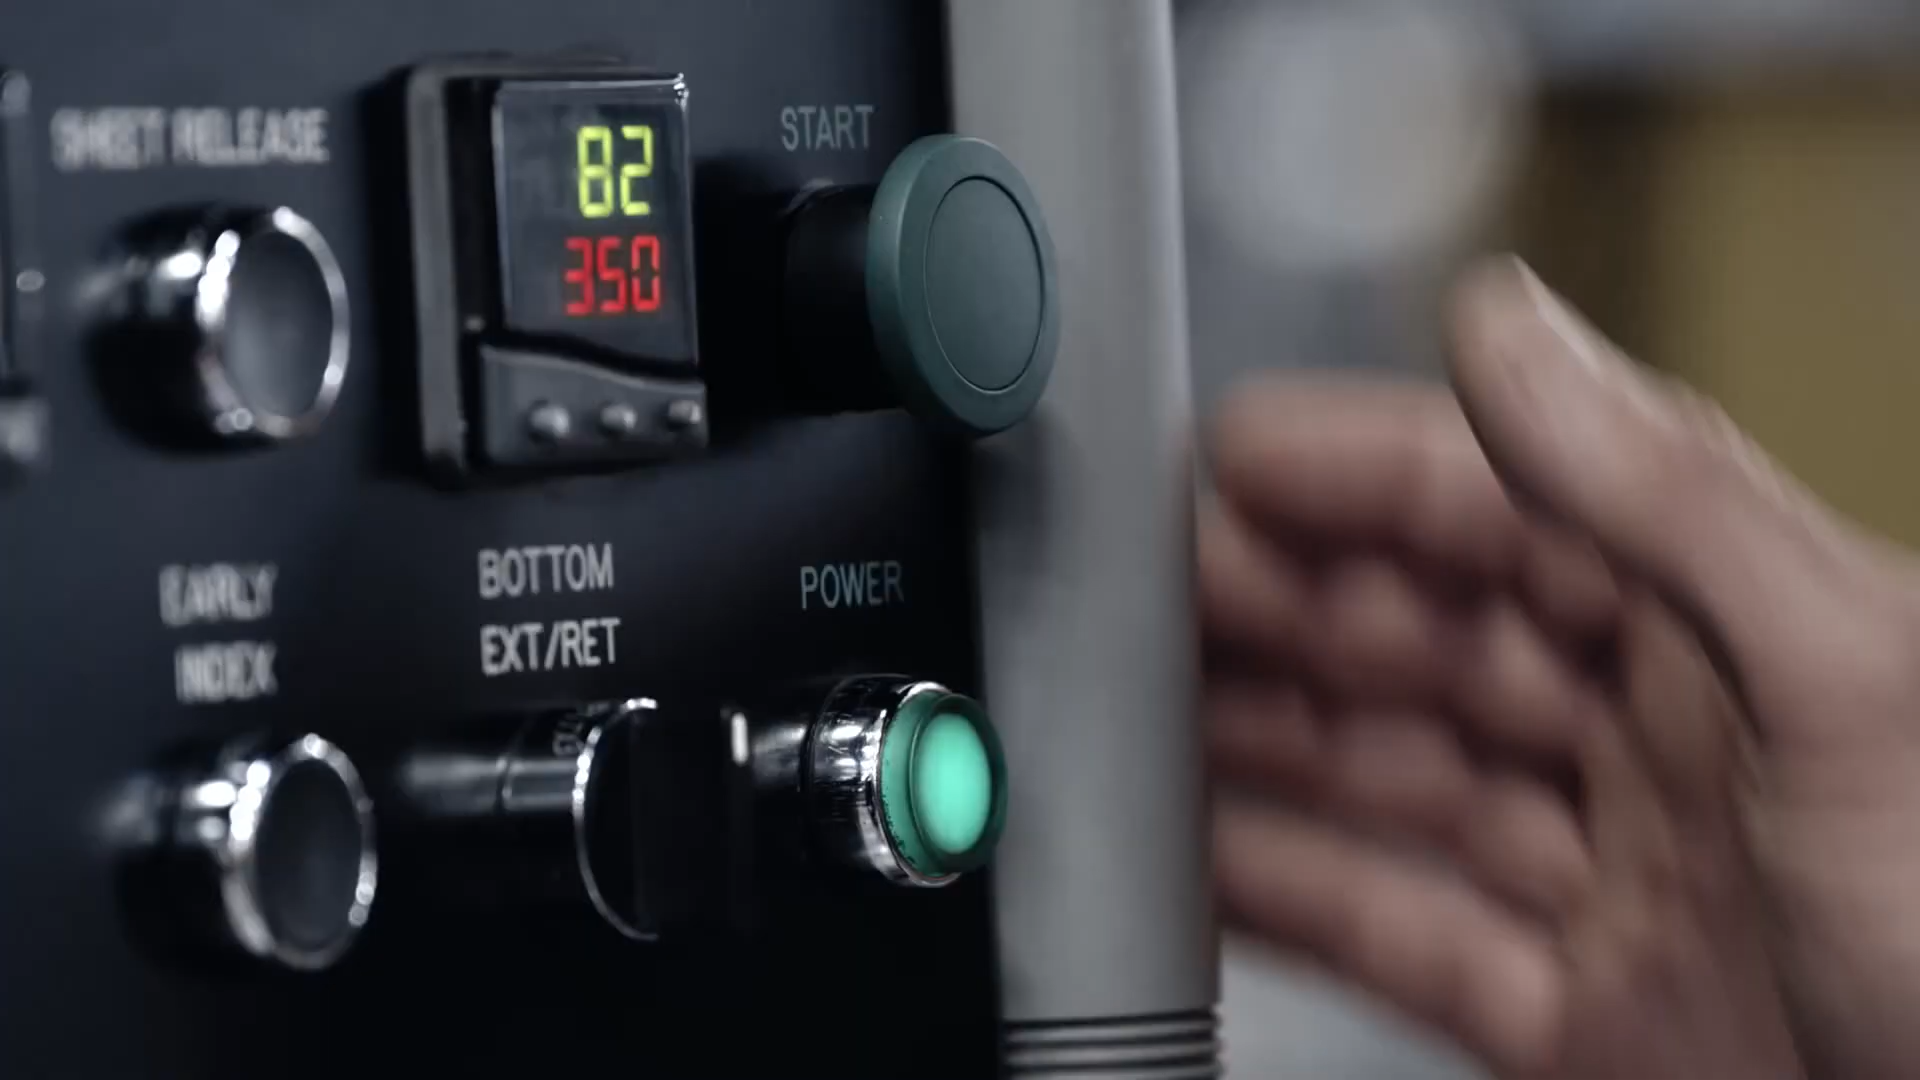 SHEET RELEASE
82
350
START
EARLY
INDEX
BOTTOM
EXT/RET
POWER